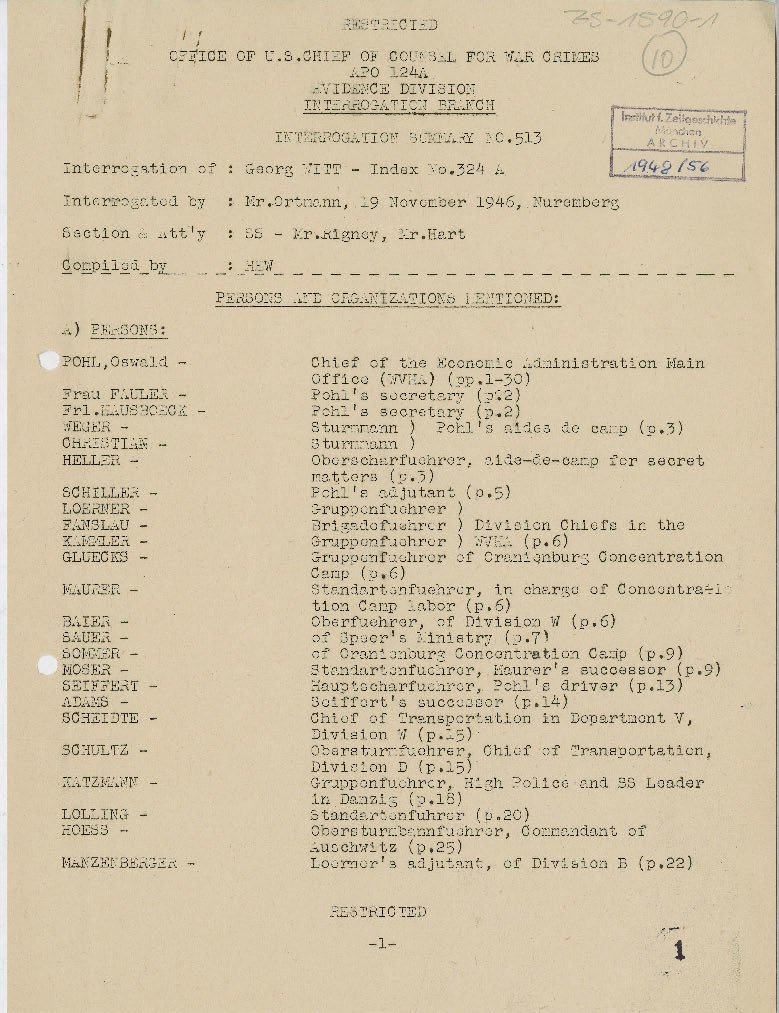 RESTRICTED
ZS-1590-1
10
OFFICE OF U.S.CHIEF OF COUNSEL FOR WAR CRIMES
APO 124A
EVIDENCE DIVISION
INTERROGATION BRANCH
Institut f. Zeitgeschichte
München
ARCHIV
1948/56
INTERROGATION SUMMARY NO.513
Interrogation of : Georg WITT - Index No.324 A
Interrogated by : Mr.Ortmann, 19 November 1946, Nuremberg
Section & Att'y : SS - Mr.Rigney, Mr.Hart
Compiled by : HHW
PERSONS AND ORGANIZATIONS MENTIONED:
A) PERSONS:
POHL,Oswald - Chief of the Economic Administration Main
Office (WVHA) (pp.1-30)
Frau FAULER - Pohl's secretary (p.2)
Frl.HAUSBOECK - Pohl's secretary (p.2)
WEGER - Sturmmann ) Pohl's aides de camp (p.3)
CHRISTIAN - Sturmmann )
HELLER - Oberscharfuehrer, aide-de-camp for secret
matters (p.3)
SCHILLER - Pohl's adjutant (p.5)
LOERNER - Gruppenfuehrer )
FANSLAU - Brigadefuehrer ) Division Chiefs in the
KAMMLER - Gruppenfuehrer ) WVHA (p.6)
GLUECKS - Gruppenfuehrer of Oranienburg Concentration
Camp (p.6)
MAURER - Standartenfuehrer, in charge of Concentra-
tion Camp labor (p.6)
BAIER - Oberfuehrer, of Division W (p.6)
SAUER - of Speer's Ministry (p.7)
SOMMER - of Oranienburg Concentration Camp (p.9)
MOSER - Standartenfuehrer, Maurer's successor (p.9)
SEIFFERT - Hauptscharfuehrer, Pohl's driver (p.13)
ADAMS - Seiffert's successor (p.14)
SCHEIDTE - Chief of Transportation in Department V,
Division W (p.15)
SCHULTZ - Obersturmfuehrer, Chief of Transportation,
Division D (p.15)
KATZMANN - Gruppenfuehrer, High Police and SS Leader
in Danzig (p.18)
LOLLING - Standartenfuhrer (p.20)
HOESS - Obersturmbannfuehrer, Commandant of
Auschwitz (p.25)
MANZENBERGER - Loerner's adjutant, of Division B (p.22)
RESTRICTED
-1-
1